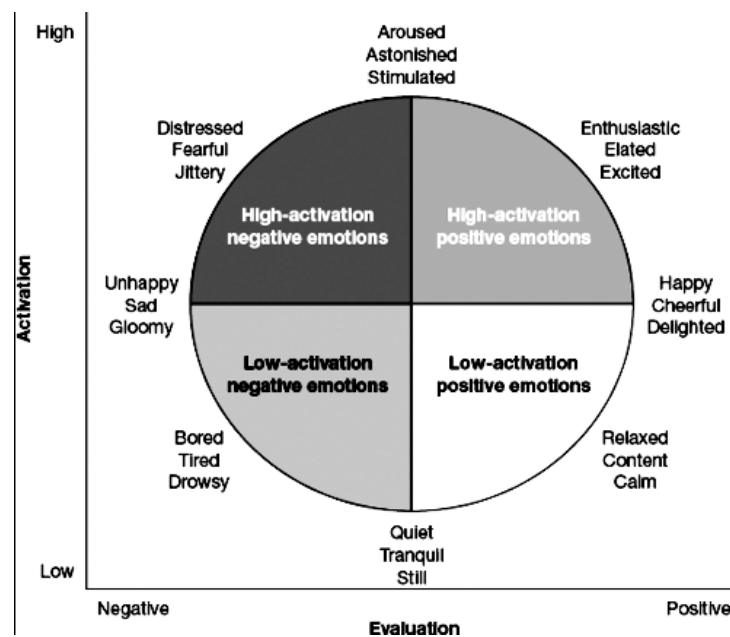 High
Aroused
Astonished
Stimulated
Distressed
Fearful
Jittery
Enthusiastic
Elated
Excited
High-activation
negative emotions
High-activation
positive emotions
Activation
Unhappy
Sad
Gloomy
Happy
Cheerful
Delighted
Low-activation
negative emotions
Low-activation
positive emotions
Bored
Tired
Drowsy
Relaxed
Content
Calm
Quiet
Tranquil
Still
Low
Negative
Positive
Evaluation